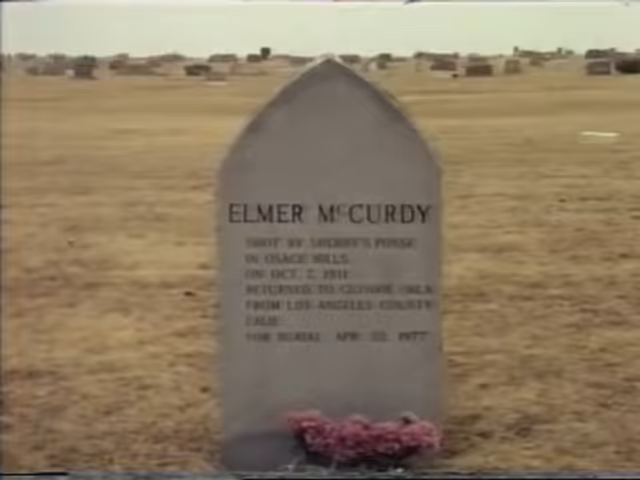 ELMER McCURDY
SHOT BY SHERIFF'S POSSE
IN OSAGE HILLS
ON OCT. 7, 1911
RETURNED TO GUTHRIE, OKLA.
FROM LOS ANGELES COUNTY
CALIF.
FOR BURIAL APR. 22, 1977